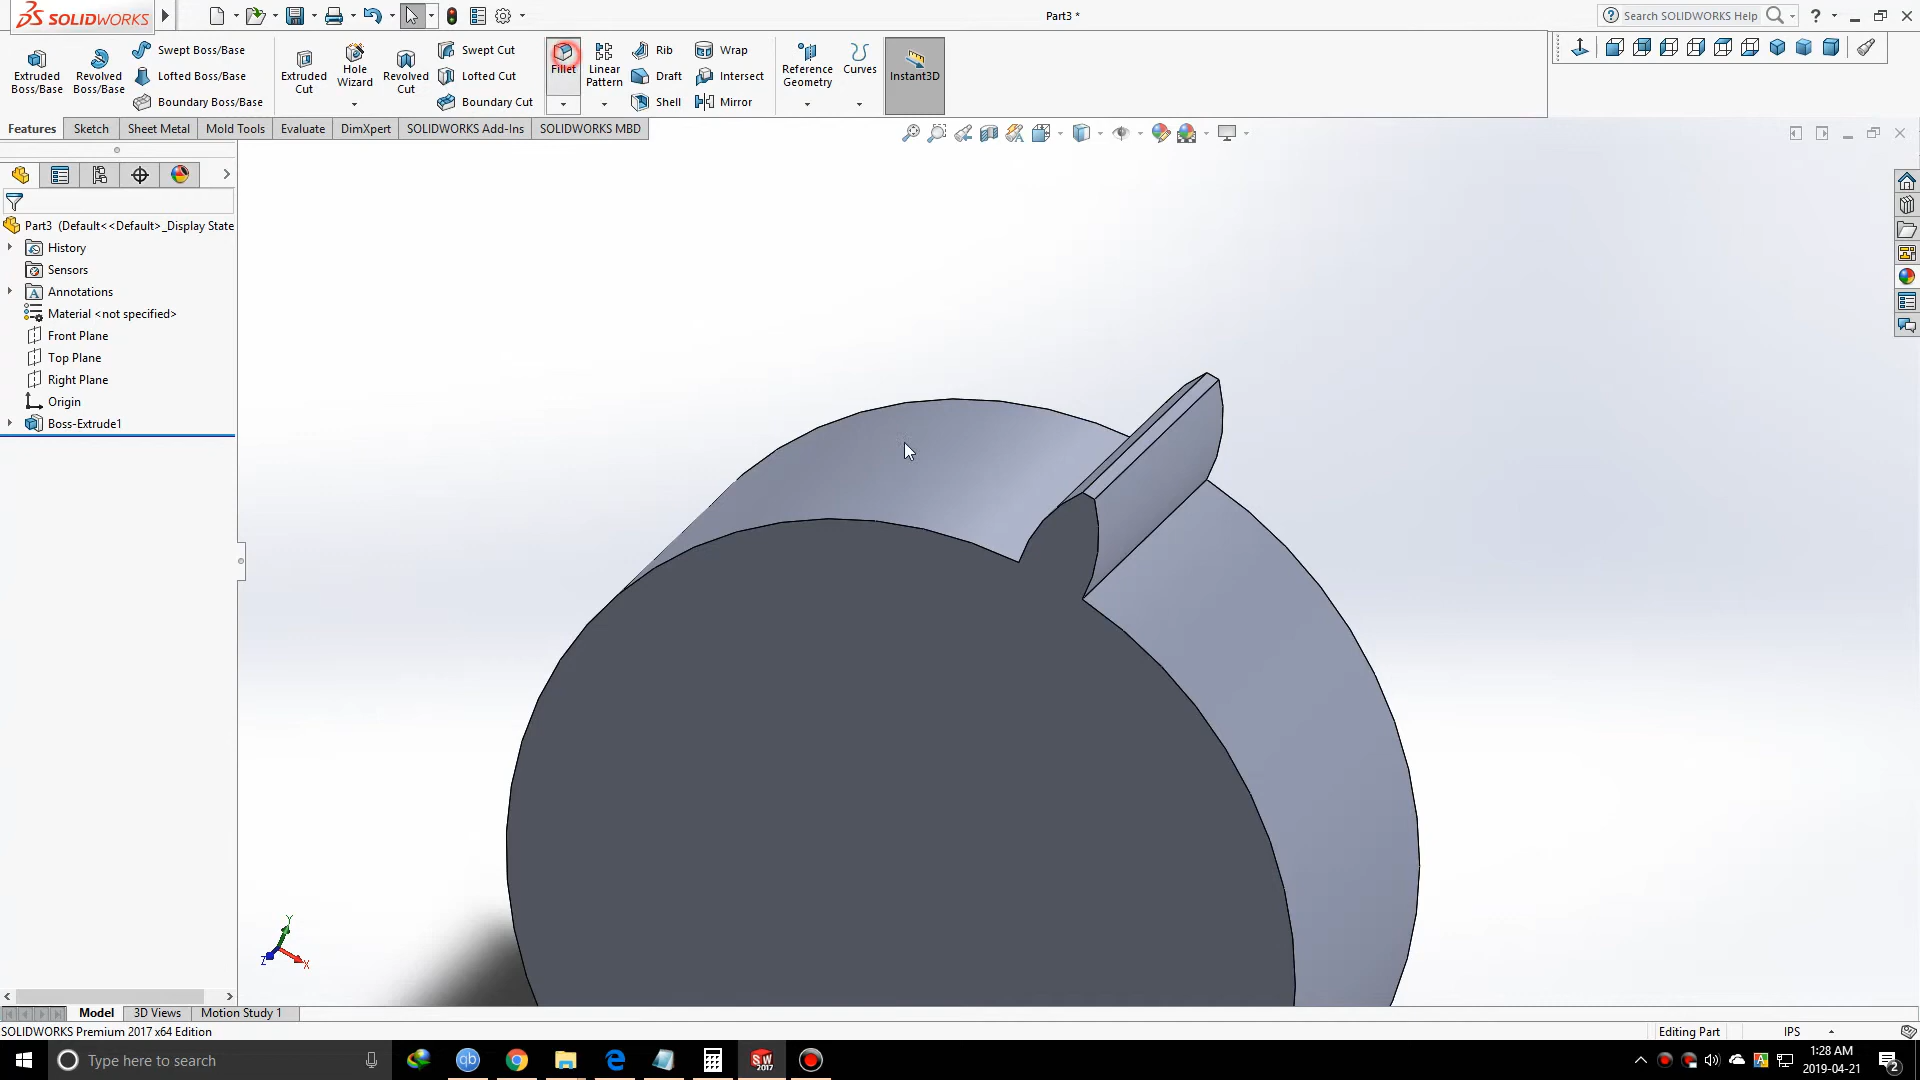 SOLIDWORKS
Part3 *
Search SOLIDWORKS Help
Extruded Boss/Base
Revolved Boss/Base
Swept Boss/Base
Lofted Boss/Base
Boundary Boss/Base
Extruded Cut
Hole Wizard
Revolved Cut
Swept Cut
Lofted Cut
Boundary Cut
Fillet
Linear Pattern
Rib
Draft
Shell
Wrap
Intersect
Mirror
Reference Geometry
Curves
Instant3D
Features
Sketch
Sheet Metal
Mold Tools
Evaluate
DimXpert
SOLIDWORKS Add-Ins
SOLIDWORKS MBD
Part3 (Default<<Default>_Display State
History
Sensors
Annotations
Material <not specified>
Front Plane
Top Plane
Right Plane
Origin
Boss-Extrude1
Y
Z
X
Model
3D Views
Motion Study 1
SOLIDWORKS Premium 2017 x64 Edition
Editing Part
IPS
Type here to search
1:28 AM
2019-04-21
2